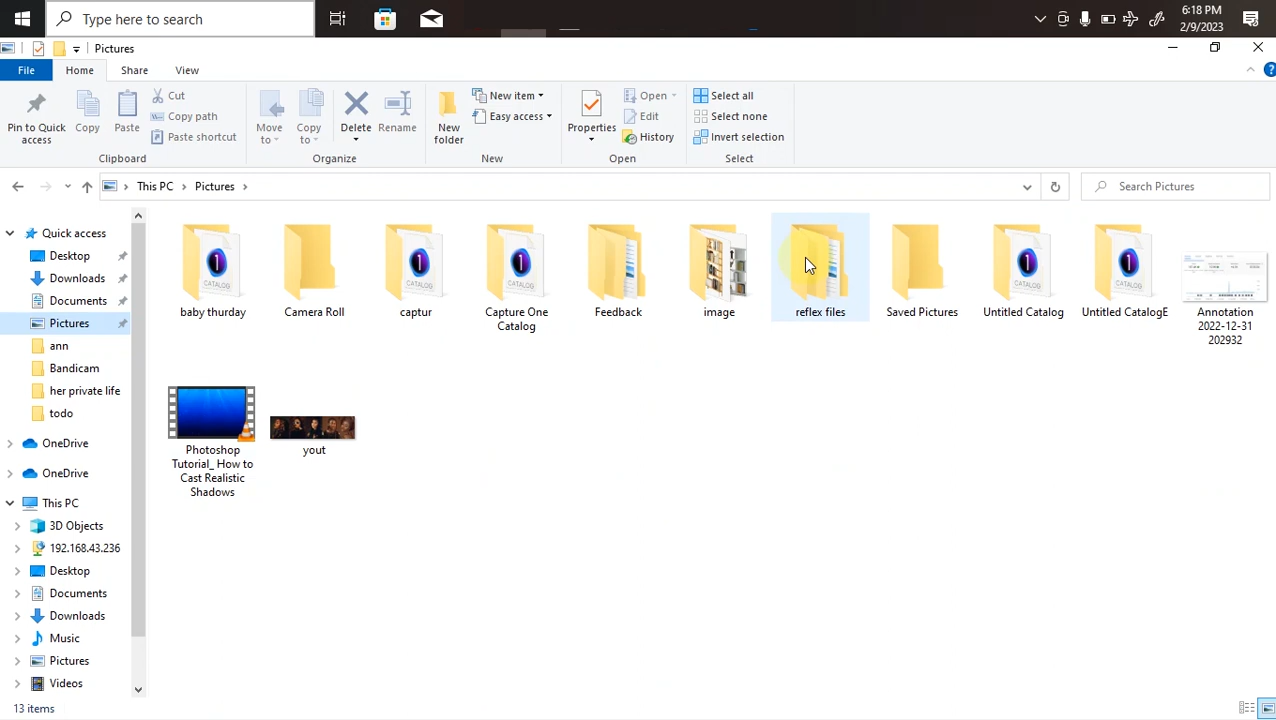 Type here to search
6:18 PM
2/9/2023
Pictures
File
Home
Share
View
Pin to Quick access
Copy
Paste
Cut
Copy path
Paste shortcut
Clipboard
Move to
Copy to
Delete
Rename
Organize
New folder
New item
Easy access
New
Properties
Open
Edit
History
Open
Select all
Select none
Invert selection
Select
This PC
Pictures
Search Pictures
Quick access
Desktop
Downloads
Documents
Pictures
ann
Bandicam
her private life
todo
OneDrive
OneDrive
This PC
3D Objects
192.168.43.236
Desktop
Documents
Downloads
Music
Pictures
Videos
CATALOG
CATALOG
CATALOG
CATALOG
CATALOG
baby thurday
Camera Roll
captur
Capture One
Catalog
Feedback
image
reflex files
Saved Pictures
Untitled Catalog
Untitled CatalogE
Annotation
2022-12-31
202932
Photoshop
Tutorial_ How to
Cast Realistic
Shadows
yout
13 items